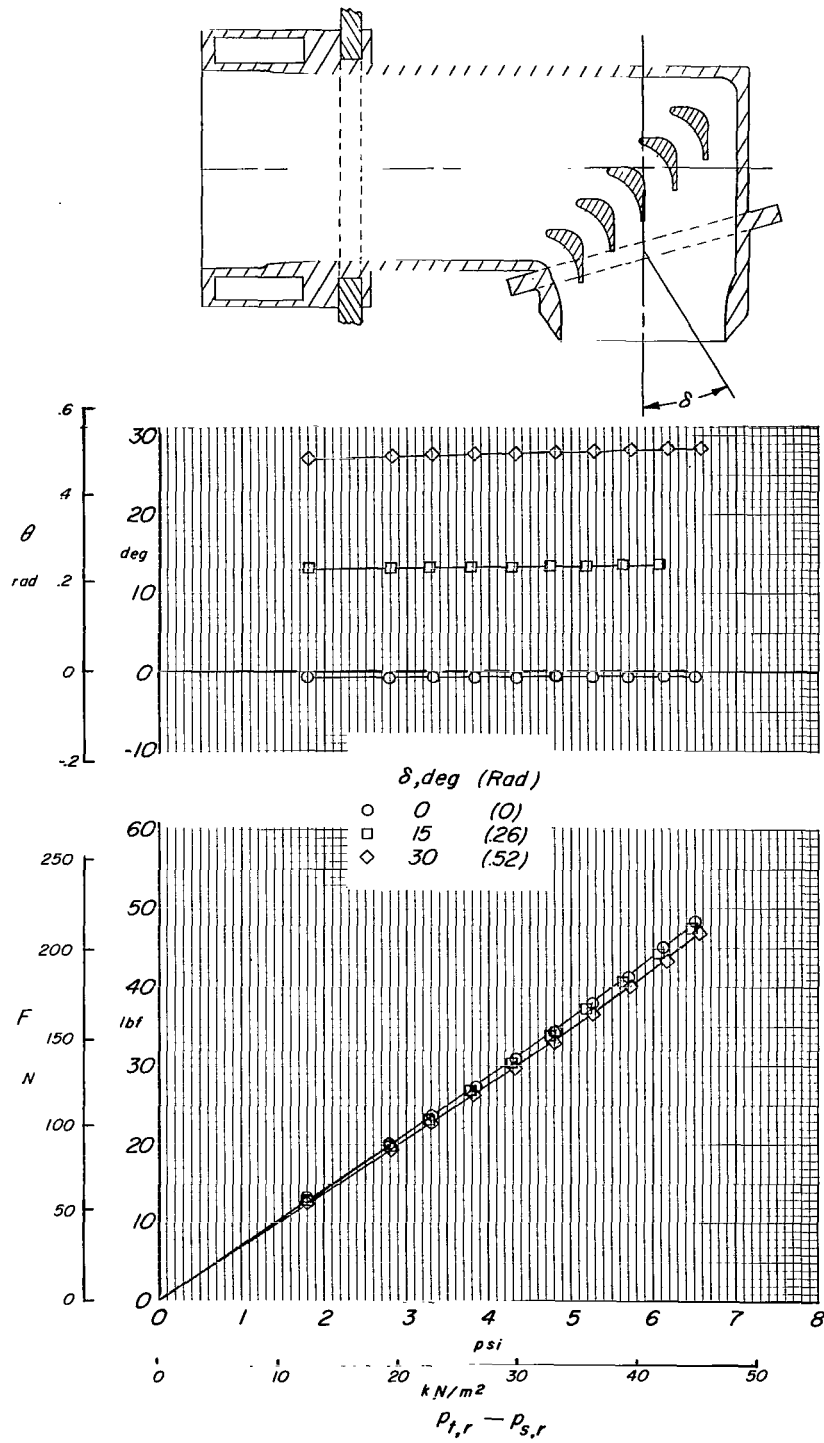 δ
.6
.4
θ
rad
.2
0
-.2
30
20
deg
10
0
-10
δ, deg (Rad)
○ 0 (0)
□ 15 (.26)
◇ 30 (.52)
250
200
F
150
N
100
50
0
60
50
40
lbf
30
20
10
0
0 1 2 3 4 5 6 7 8
psi
0 10 20 30 40 50
kN/m²
p_{t,r} — p_{s,r}